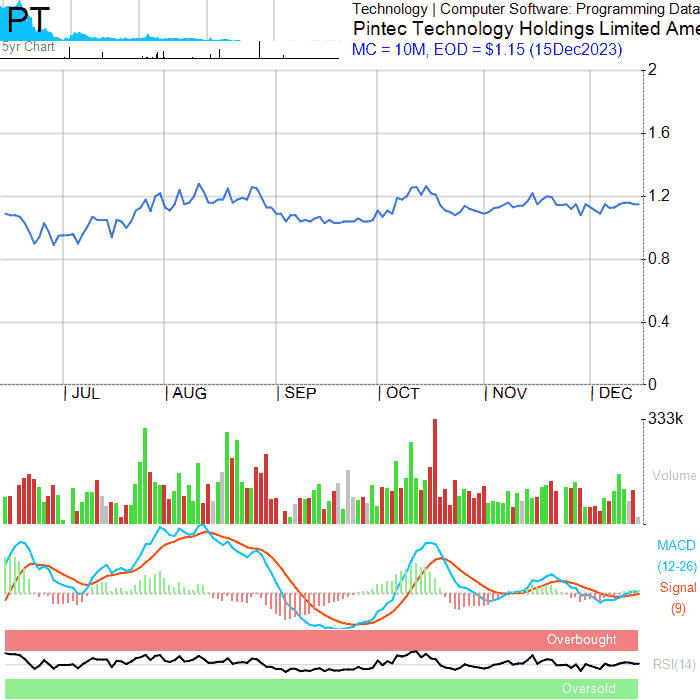 PT
5yr Chart
Technology | Computer Software: Programming Data
Pintec Technology Holdings Limited Ame
MC = 10M, EOD = $1.15 (15Dec2023)
2
1.6
1.2
0.8
0.4
0
| JUL | AUG | SEP | OCT | NOV | DEC
333k
Volume
MACD
(12-26)
Signal
(9)
Overbought
RSI(14)
Oversold